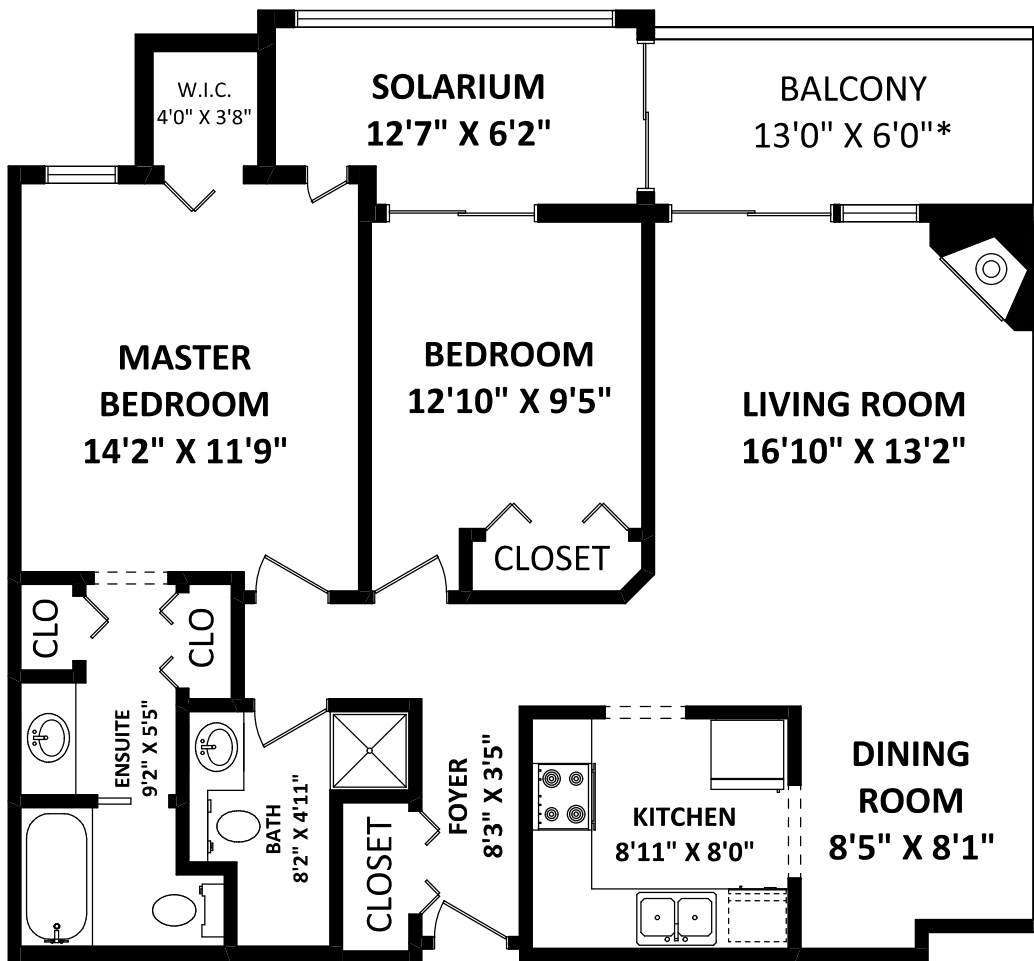 W.I.C.
4'0" X 3'8"
SOLARIUM
12'7" X 6'2"
BALCONY
13'0" X 6'0"*
MASTER
BEDROOM
14'2" X 11'9"
BEDROOM
12'10" X 9'5"
LIVING ROOM
16'10" X 13'2"
CLOSET
CLO
CLO
ENSUITE
9'2" X 5'5"
BATH
8'2" X 4'11"
CLOSET
FOYER
8'3" X 3'5"
KITCHEN
8'11" X 8'0"
DINING
ROOM
8'5" X 8'1"